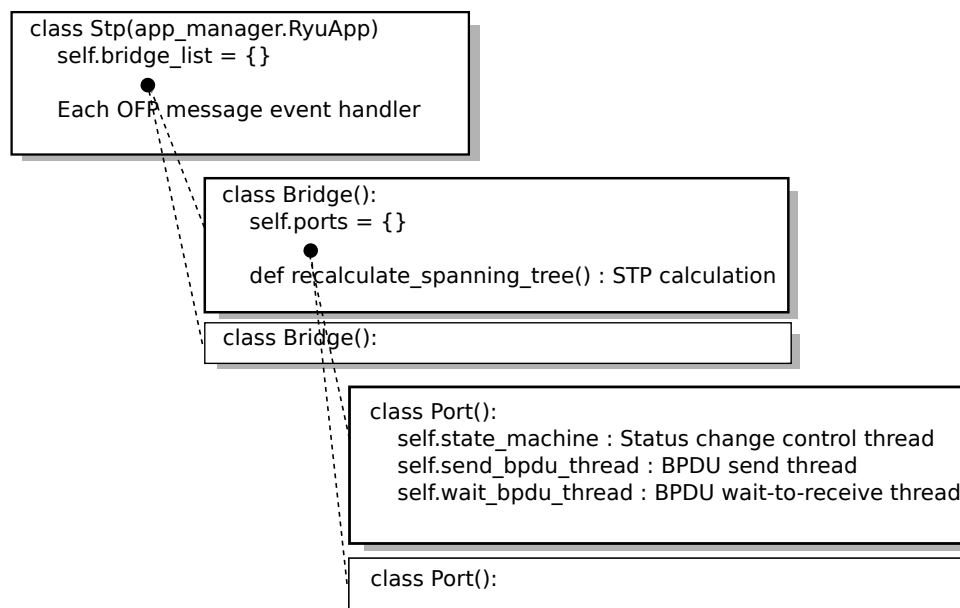 class Stp(app_manager.RyuApp)
self.bridge_list = {}
Each OFP message event handler
class Bridge():
self.ports = {}
def recalculate_spanning_tree() : STP calculation
class Bridge():
class Port():
self.state_machine : Status change control thread
self.send_bpdu_thread : BPDU send thread
self.wait_bpdu_thread : BPDU wait-to-receive thread
class Port():